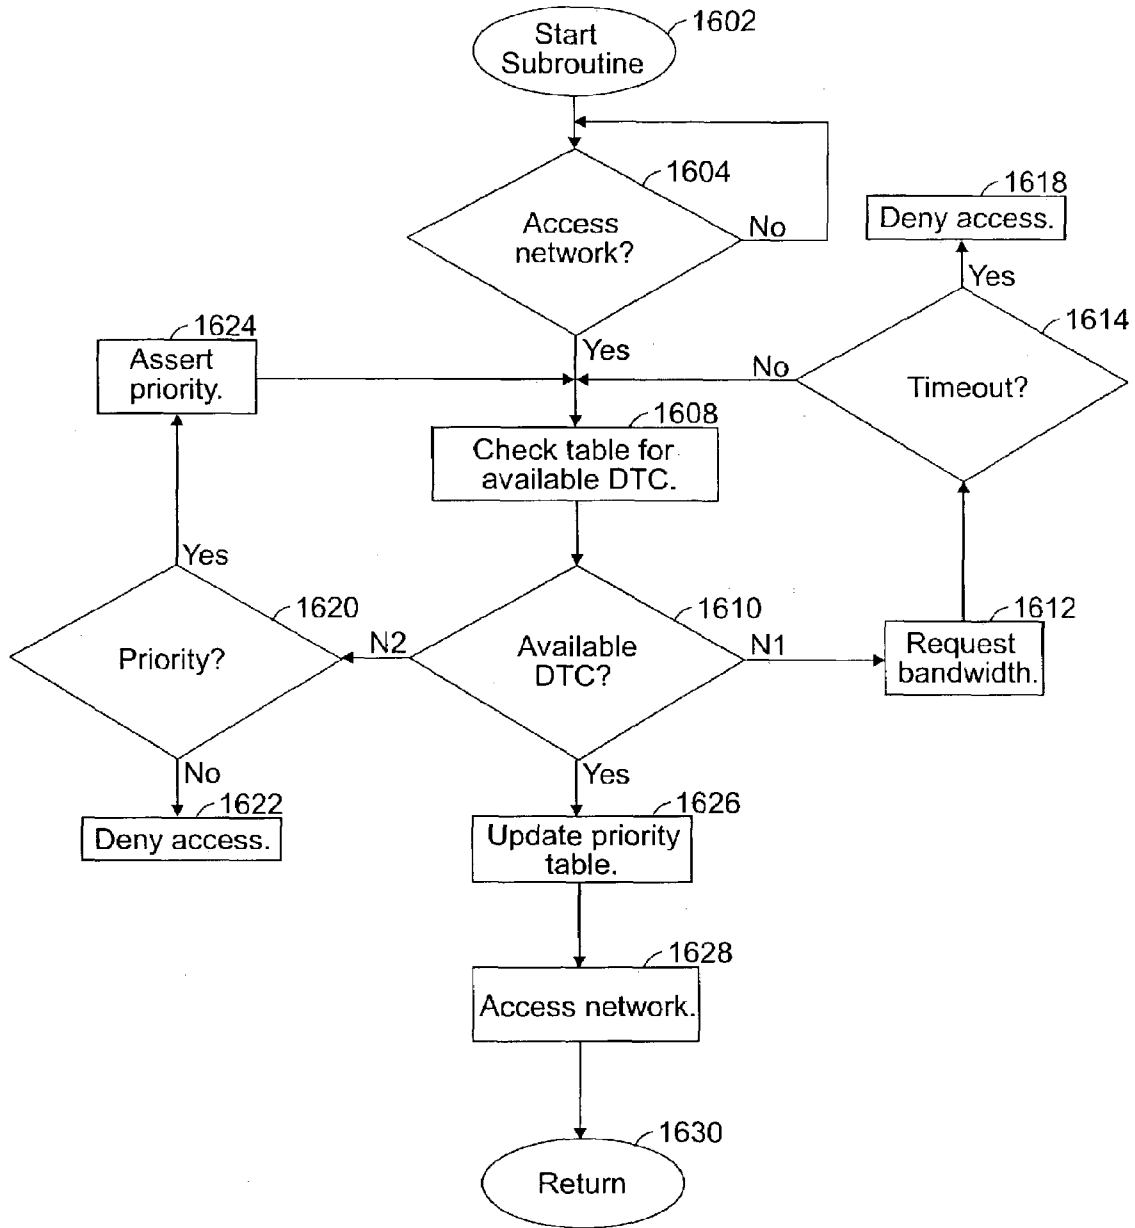 Start
Subroutine
1602
Access
network?
1604
No
Yes
1618
Deny access.
Yes
1614
Timeout?
No
1624
Assert
priority.
1608
Check table for
available DTC.
Yes
1620
Priority?
N2
1610
Available
DTC?
N1
1612
Request
bandwidth.
No
1622
Deny access.
Yes
1626
Update priority
table.
1628
Access network.
1630
Return